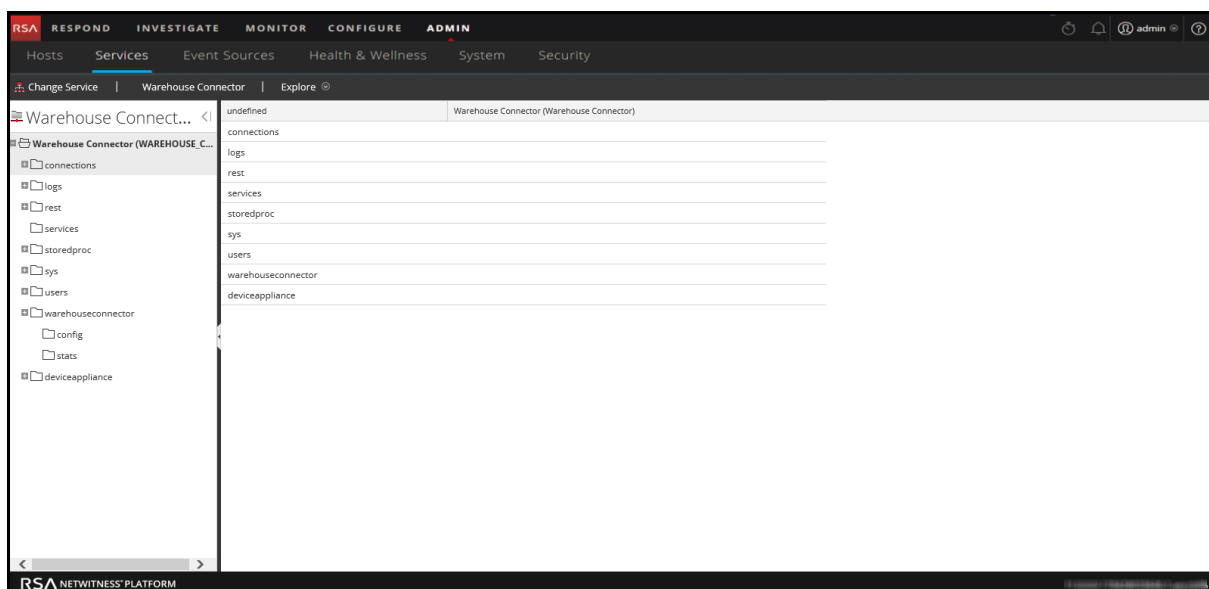 RSA RESPOND INVESTIGATE MONITOR CONFIGURE ADMIN admin
Hosts Services Event Sources Health & Wellness System Security
Change Service | Warehouse Connector | Explore
Warehouse Connect...
Warehouse Connector (WAREHOUSE_C...
connections
logs
rest
services
storedproc
sys
users
warehouseconnector
config
stats
deviceappliance
undefined Warehouse Connector (Warehouse Connector)
connections
logs
rest
services
storedproc
sys
users
warehouseconnector
deviceappliance
RSA NETWITNESS® PLATFORM